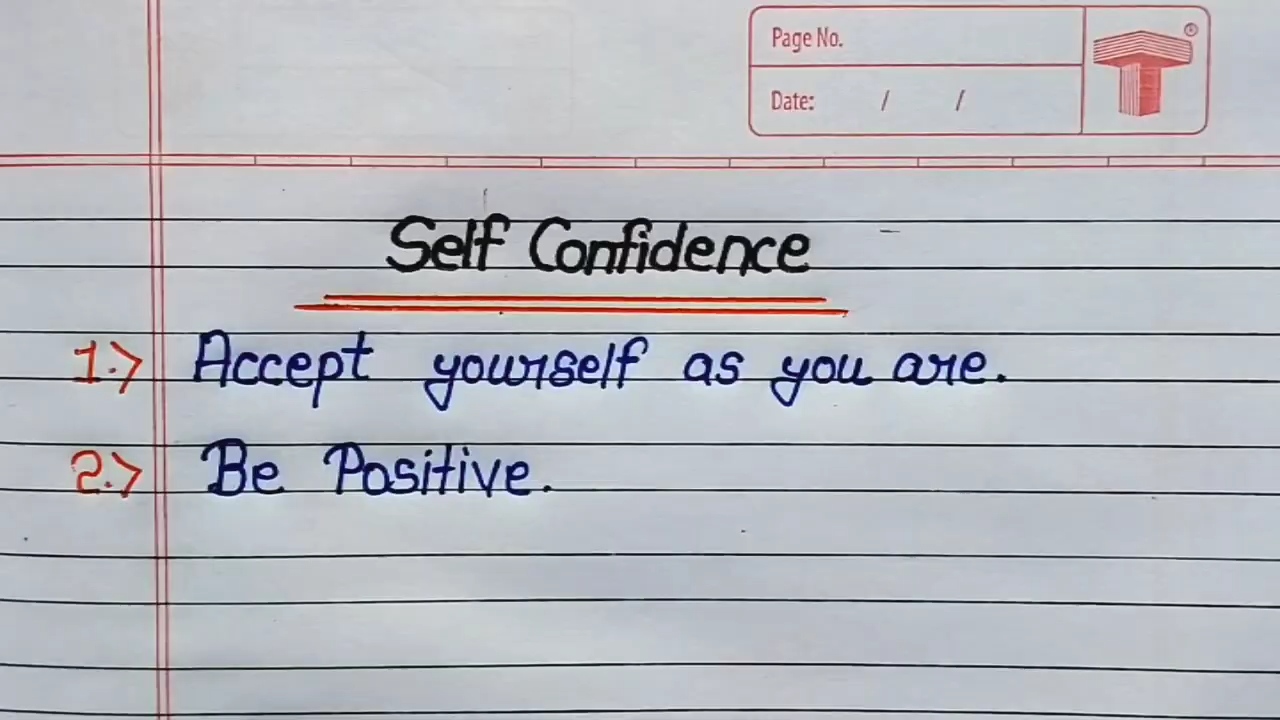 Page No.
Date: / /
Self Confidence
1.> Accept yourself as you are.
2.> Be Positive.